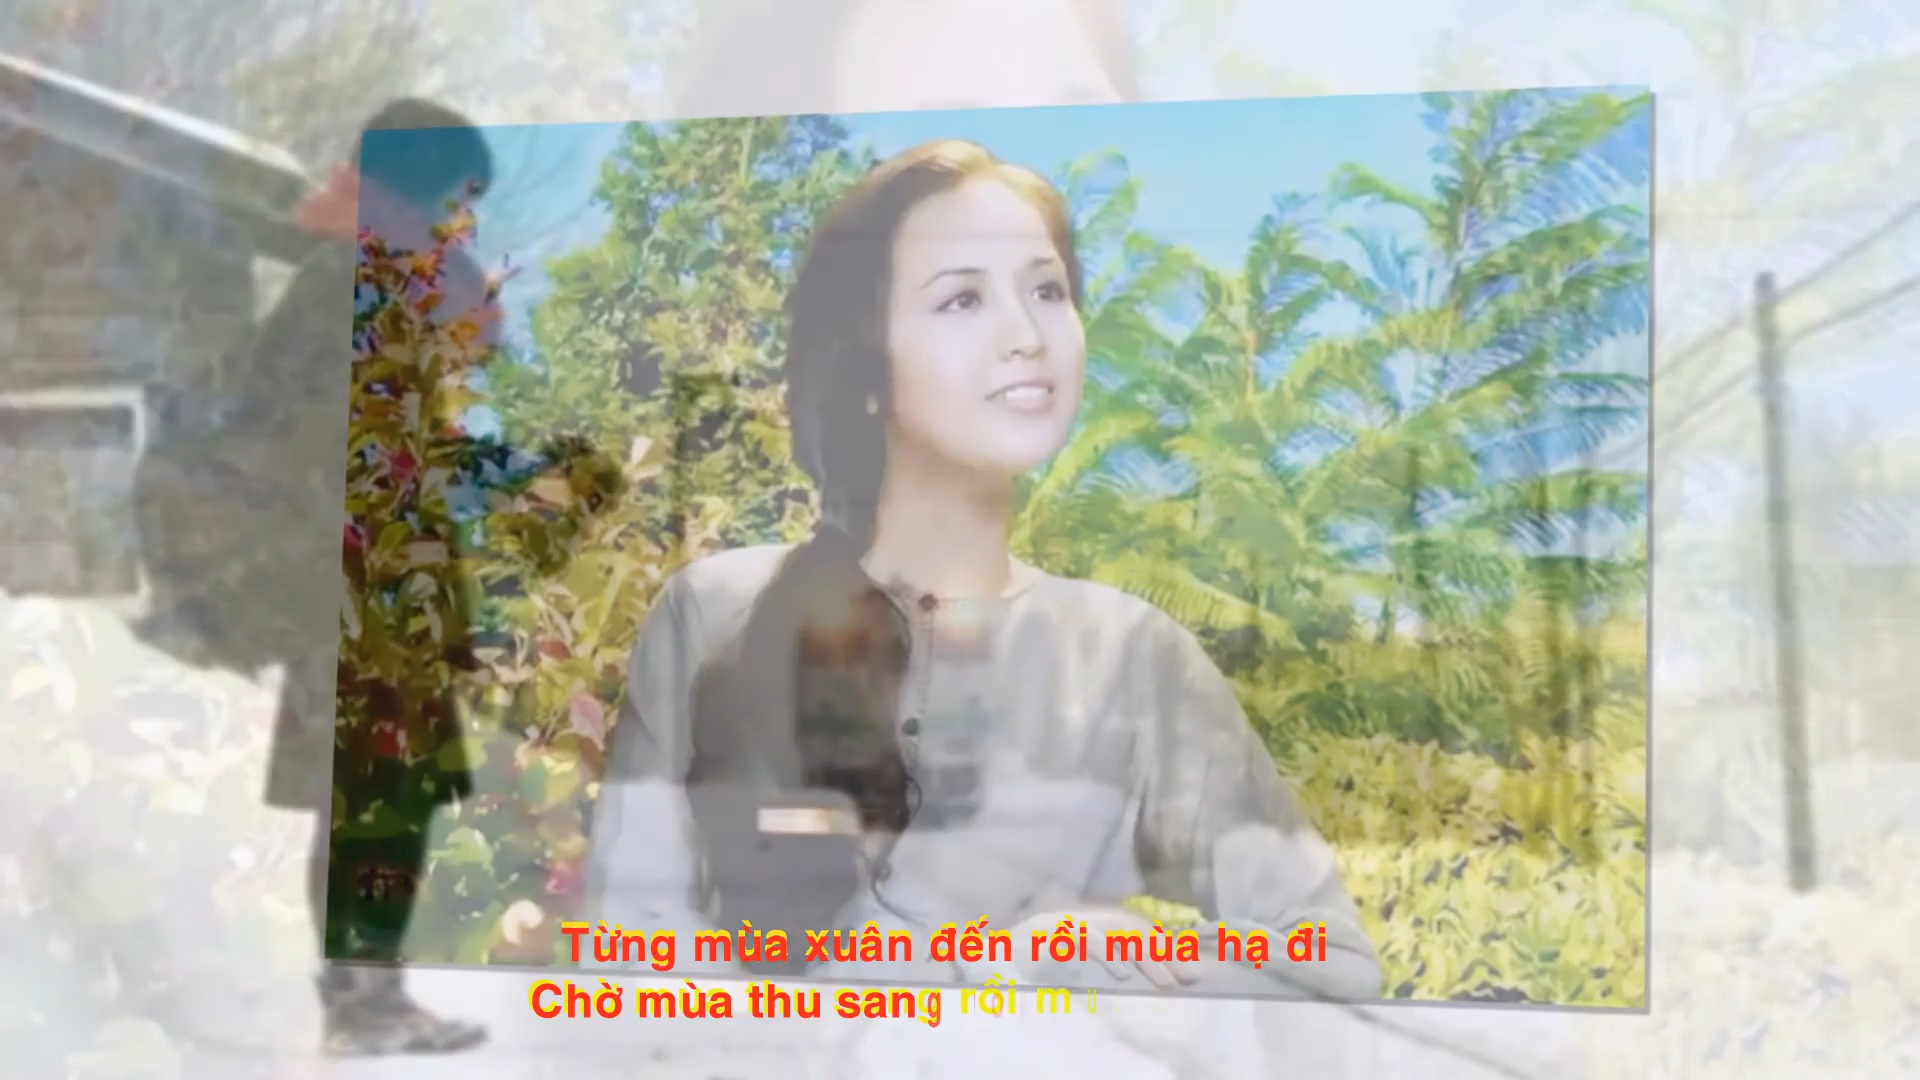 Từng mùa xuân đến rồi mùa hạ đi
Chờ mùa thu sang rồi m